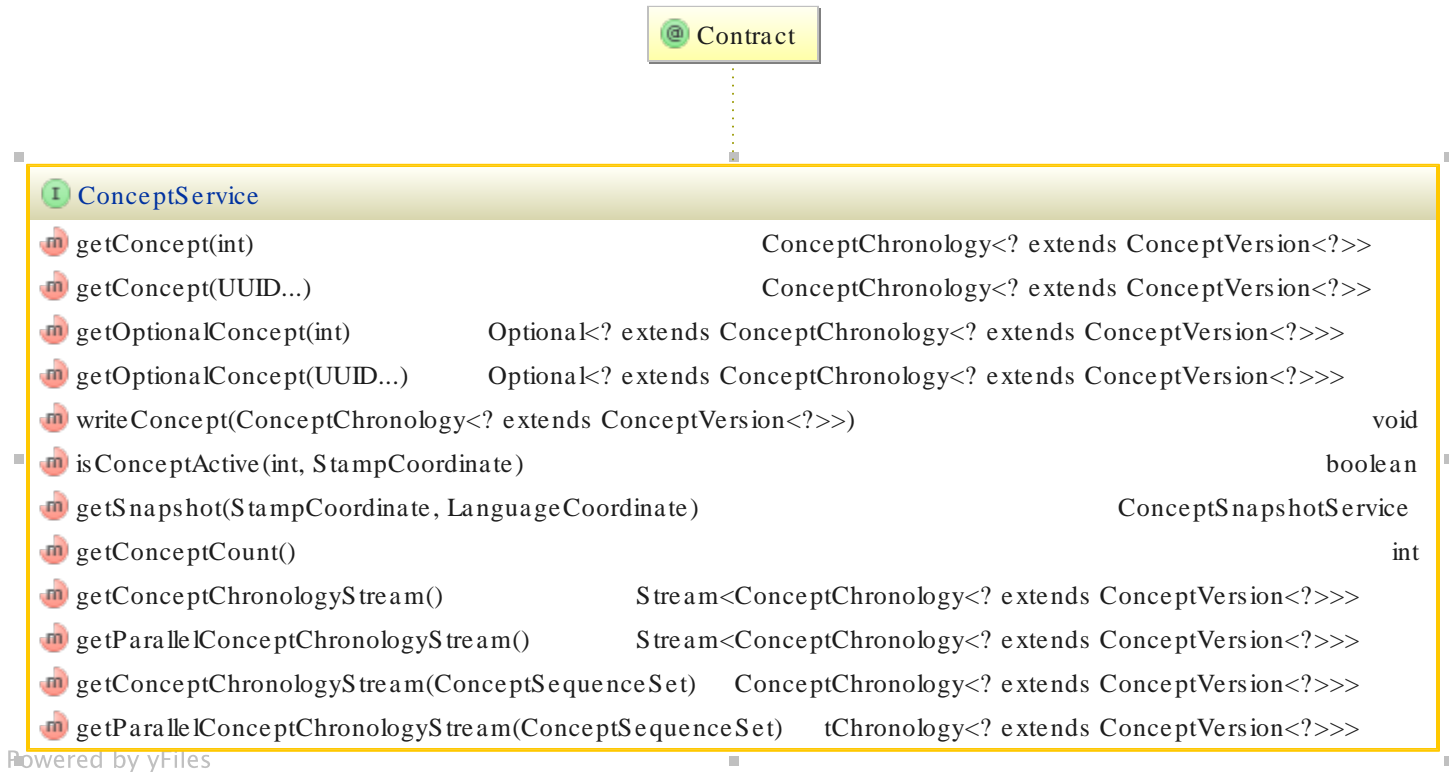 @ Contract
I ConceptService
m getConcept(int) ConceptChronology<? extends ConceptVersion<?>>
m getConcept(UUID...) ConceptChronology<? extends ConceptVersion<?>>
m getOptionalConcept(int) Optional<? extends ConceptChronology<? extends ConceptVersion<?>>>
m getOptionalConcept(UUID...) Optional<? extends ConceptChronology<? extends ConceptVersion<?>>>
m writeConcept(ConceptChronology<? extends ConceptVersion<?>>) void
m isConceptActive(int, StampCoordinate) boolean
m getSnapshot(StampCoordinate, LanguageCoordinate) ConceptSnapshotService
m getConceptCount() int
m getConceptChronologyStream() Stream<ConceptChronology<? extends ConceptVersion<?>>>
m getParallelConceptChronologyStream() Stream<ConceptChronology<? extends ConceptVersion<?>>>
m getConceptChronologyStream(ConceptSequenceSet) ConceptChronology<? extends ConceptVersion<?>>>
m getParallelConceptChronologyStream(ConceptSequenceSet) tChronology<? extends ConceptVersion<?>>>
Powered by yFiles